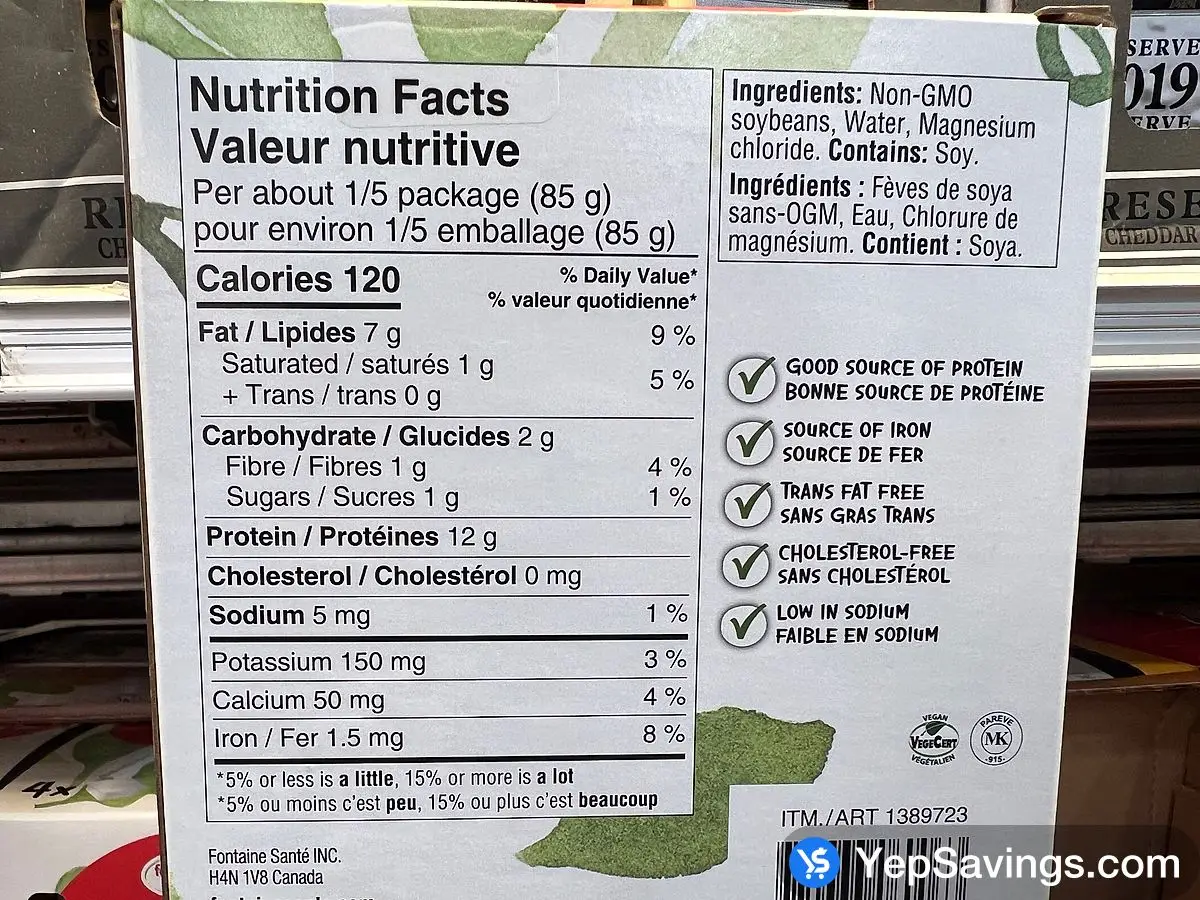 Nutrition Facts
Valeur nutritive
Per about 1/5 package (85 g)
pour environ 1/5 emballage (85 g)
Calories 120
% Daily Value*
% valeur quotidienne*
Fat / Lipides 7 g 9 %
Saturated / saturés 1 g
+ Trans / trans 0 g
5 %
Carbohydrate / Glucides 2 g
Fibre / Fibres 1 g 4 %
Sugars / Sucres 1 g 1 %
Protein / Protéines 12 g
Cholesterol / Cholestérol 0 mg
Sodium 5 mg 1 %
Potassium 150 mg 3 %
Calcium 50 mg 4 %
Iron / Fer 1.5 mg 8 %
*5% or less is a little, 15% or more is a lot
*5% ou moins c'est peu, 15% ou plus c'est beaucoup
Fontaine Santé INC.
H4N 1V8 Canada
Ingredients: Non-GMO
soybeans, Water, Magnesium
chloride. Contains: Soy.
Ingrédients : Fèves de soya
sans-OGM, Eau, Chlorure de
magnésium. Contient : Soya.
GOOD SOURCE OF PROTEIN
BONNE SOURCE DE PROTÉINE
SOURCE OF IRON
SOURCE DE FER
TRANS FAT FREE
SANS GRAS TRANS
CHOLESTEROL-FREE
SANS CHOLESTÉROL
LOW IN SODIUM
FAIBLE EN SODIUM
VEGAN
VEGECERT
VÉGÉTALIEN
PAREVE
MK
-915-
ITM./ART 1389723
YepSavings.com
SERVE
019
ERVE
RESE
CHEDDAR
R
CH
4x